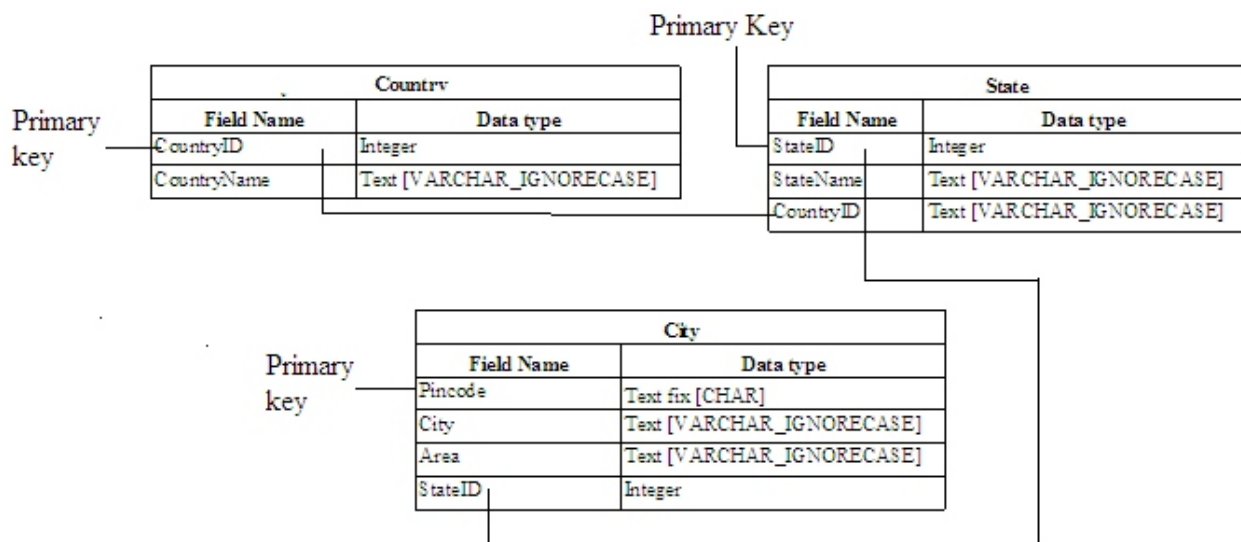 Primary Key
Primary
key
Country
Field Name Data type
CountryID Integer
CountryName Text [VARCHAR_IGNORECASE]
State
Field Name Data type
StateID Integer
StateName Text [VARCHAR_IGNORECASE]
CountryID Text [VARCHAR_IGNORECASE]
Primary
key
City
Field Name Data type
Pincode Text fix [CHAR]
City Text [VARCHAR_IGNORECASE]
Area Text [VARCHAR_IGNORECASE]
StateID Integer